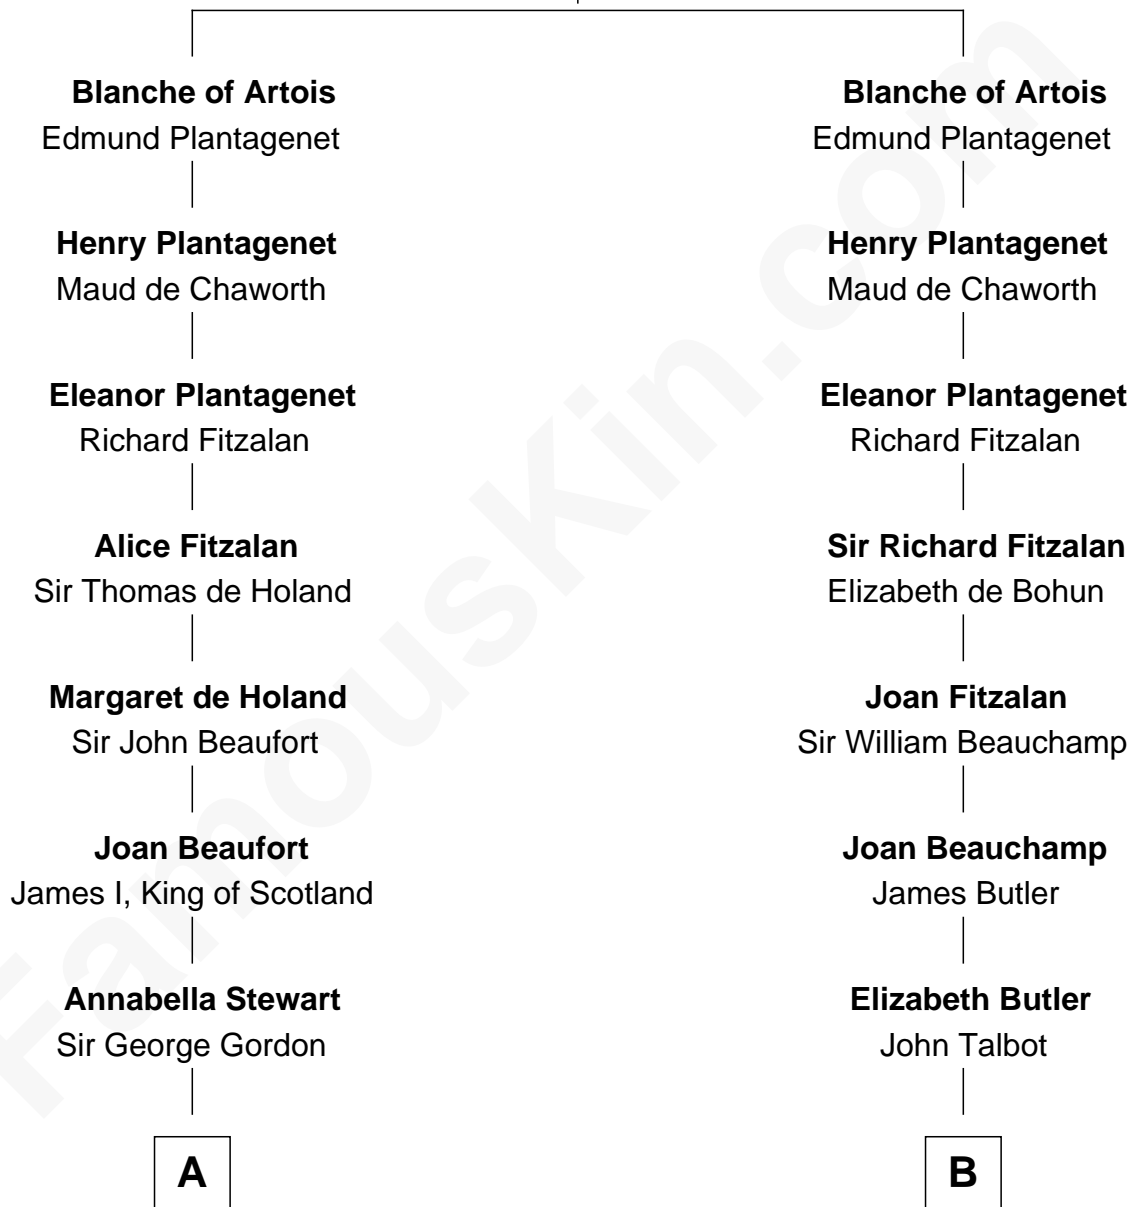 Blanche of Artois
Edmund Plantagenet
Henry Plantagenet
Maud de Chaworth
Eleanor Plantagenet
Richard Fitzalan
Alice Fitzalan
Sir Thomas de Holand
Margaret de Holand
Sir John Beaufort
Joan Beaufort
James I, King of Scotland
Annabella Stewart
Sir George Gordon
A
Blanche of Artois
Edmund Plantagenet
Henry Plantagenet
Maud de Chaworth
Eleanor Plantagenet
Richard Fitzalan
Sir Richard Fitzalan
Elizabeth de Bohun
Joan Fitzalan
Sir William Beauchamp
Joan Beauchamp
James Butler
Elizabeth Butler
John Talbot
B
FamousKin.com